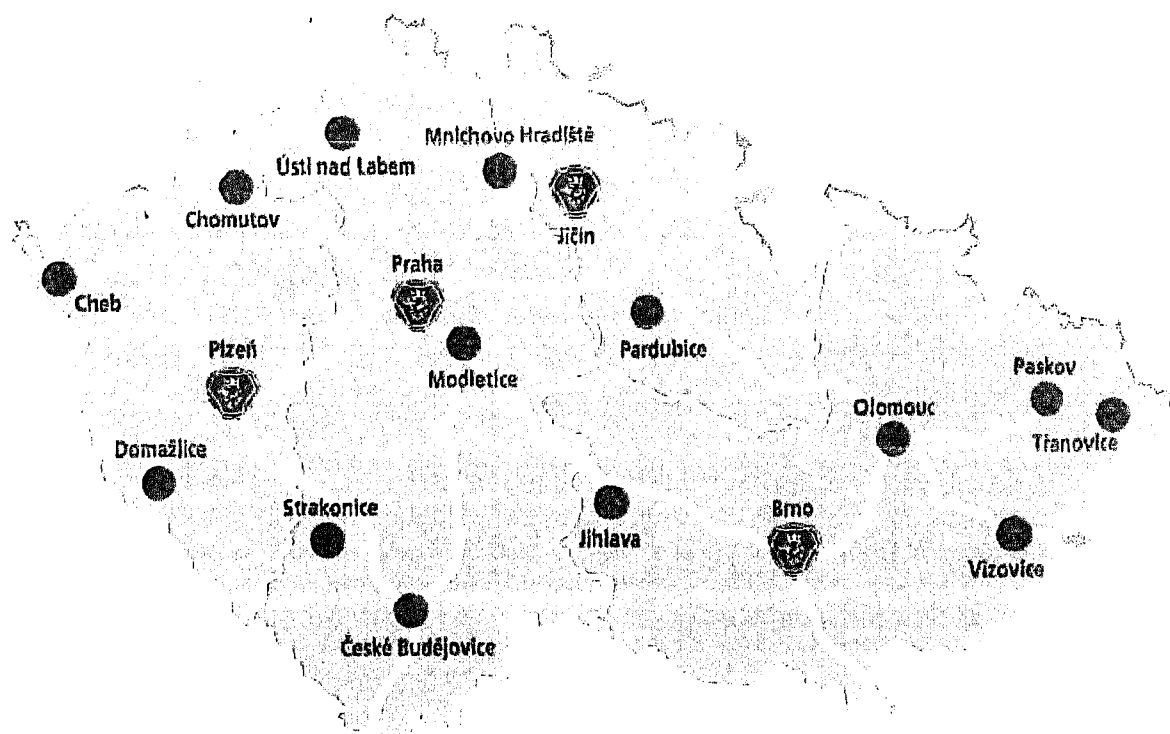 Mnichovo Hradiště
Ústí nad Labem
Chomutov
Jičín
Praha
Cheb
Plzeň
Pardubice
Modletice
Paskov
Olomouc
Třanovice
Domažlice
Strakonice
Brno
Jihlava
Vizovice
České Budějovice